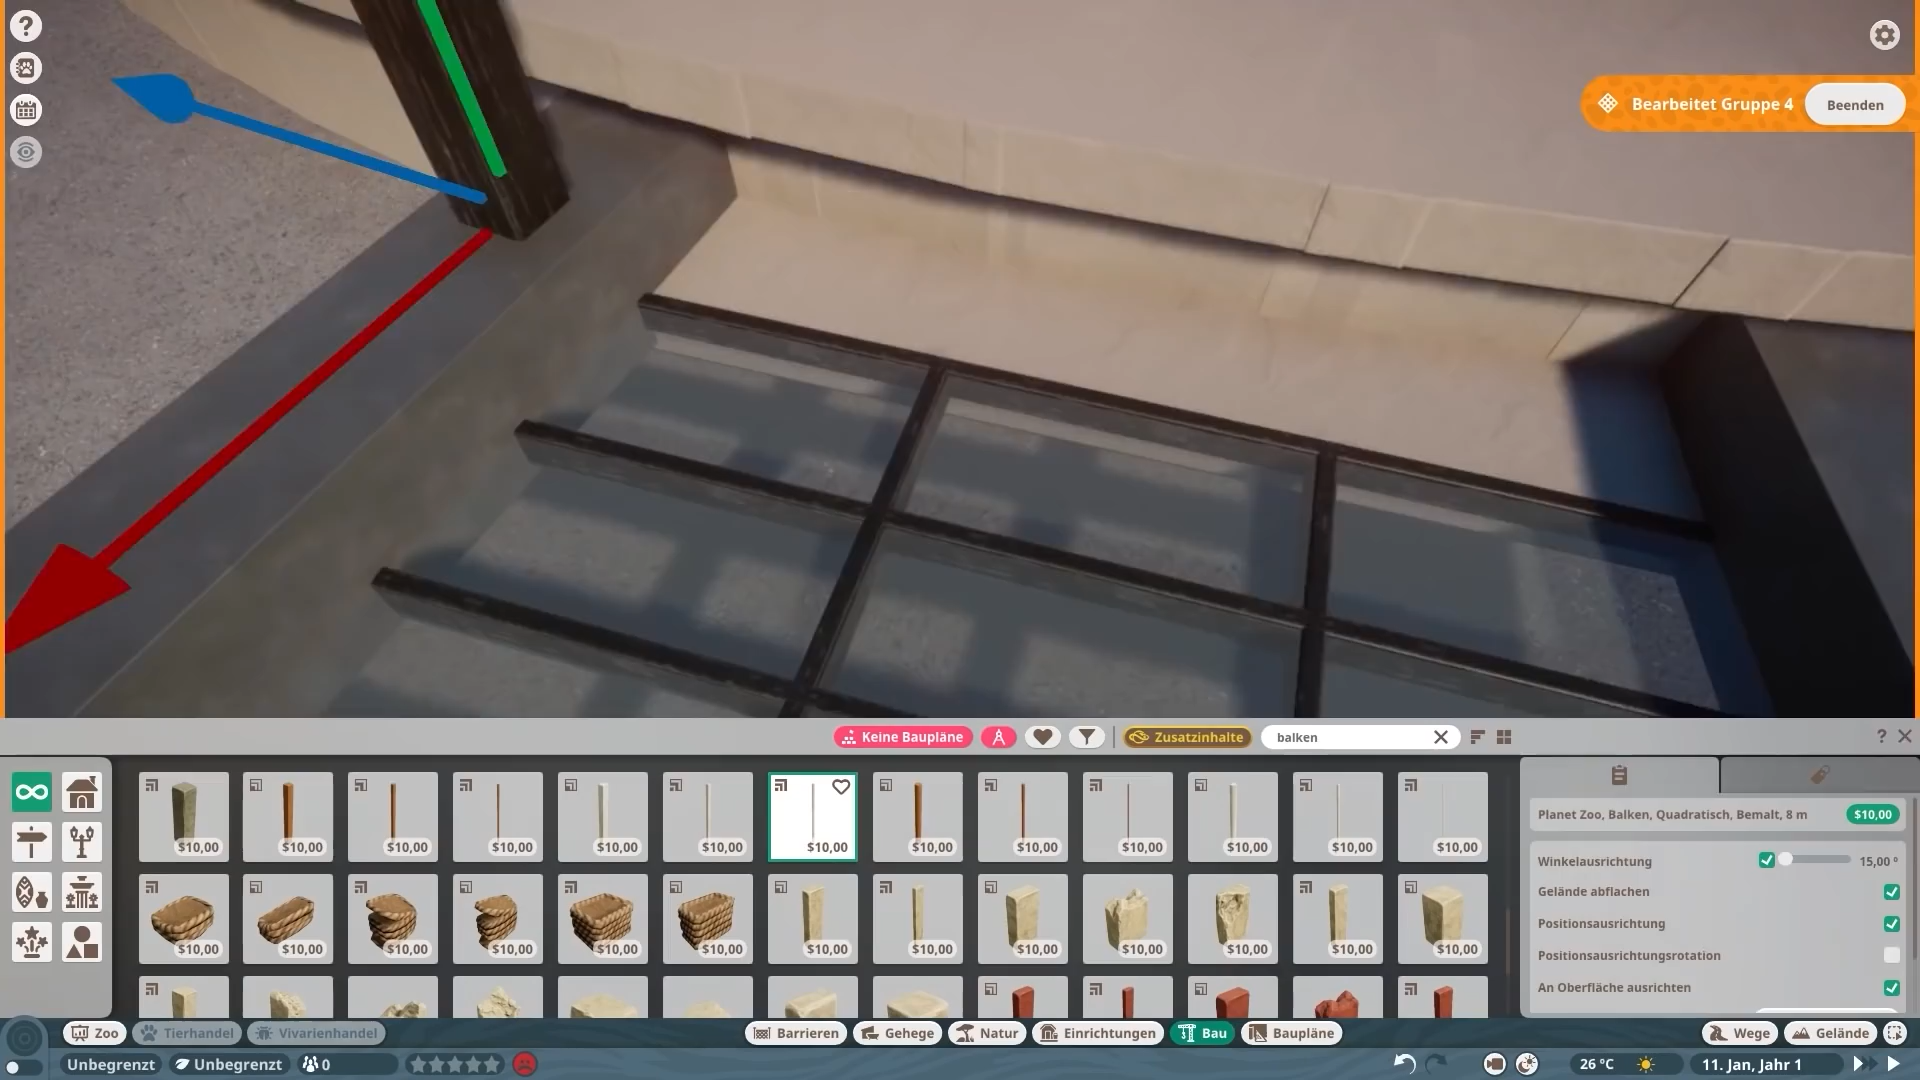 Bearbeitet Gruppe 4
Beenden
Keine Baupläne
Zusatzinhalte
balken
$10,00 $10,00 $10,00 $10,00 $10,00 $10,00 $10,00 $10,00 $10,00 $10,00 $10,00 $10,00 $10,00
$10,00 $10,00 $10,00 $10,00 $10,00 $10,00 $10,00 $10,00 $10,00 $10,00 $10,00 $10,00 $10,00
Planet Zoo, Balken, Quadratisch, Bemalt, 8 m $10,00
Winkelausrichtung 15,00 °
Gelände abflachen
Positionsausrichtung
Positionsausrichtungsrotation
An Oberfläche ausrichten
Zoo Tierhandel Vivarienhandel Barrieren Gehege Natur Einrichtungen Bau Baupläne Wege Gelände
Unbegrenzt Unbegrenzt 0 26 °C 11. Jan, Jahr 1